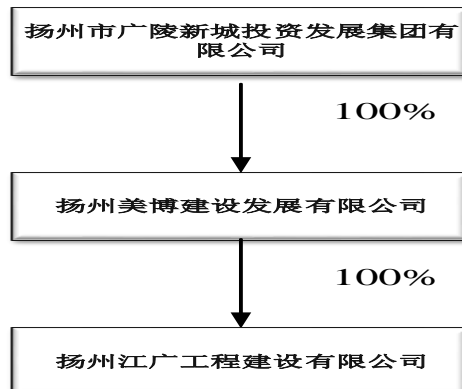 扬州市广陵新城投资发展集团有
限公司
100%
扬州美博建设发展有限公司
100%
扬州江广工程建设有限公司